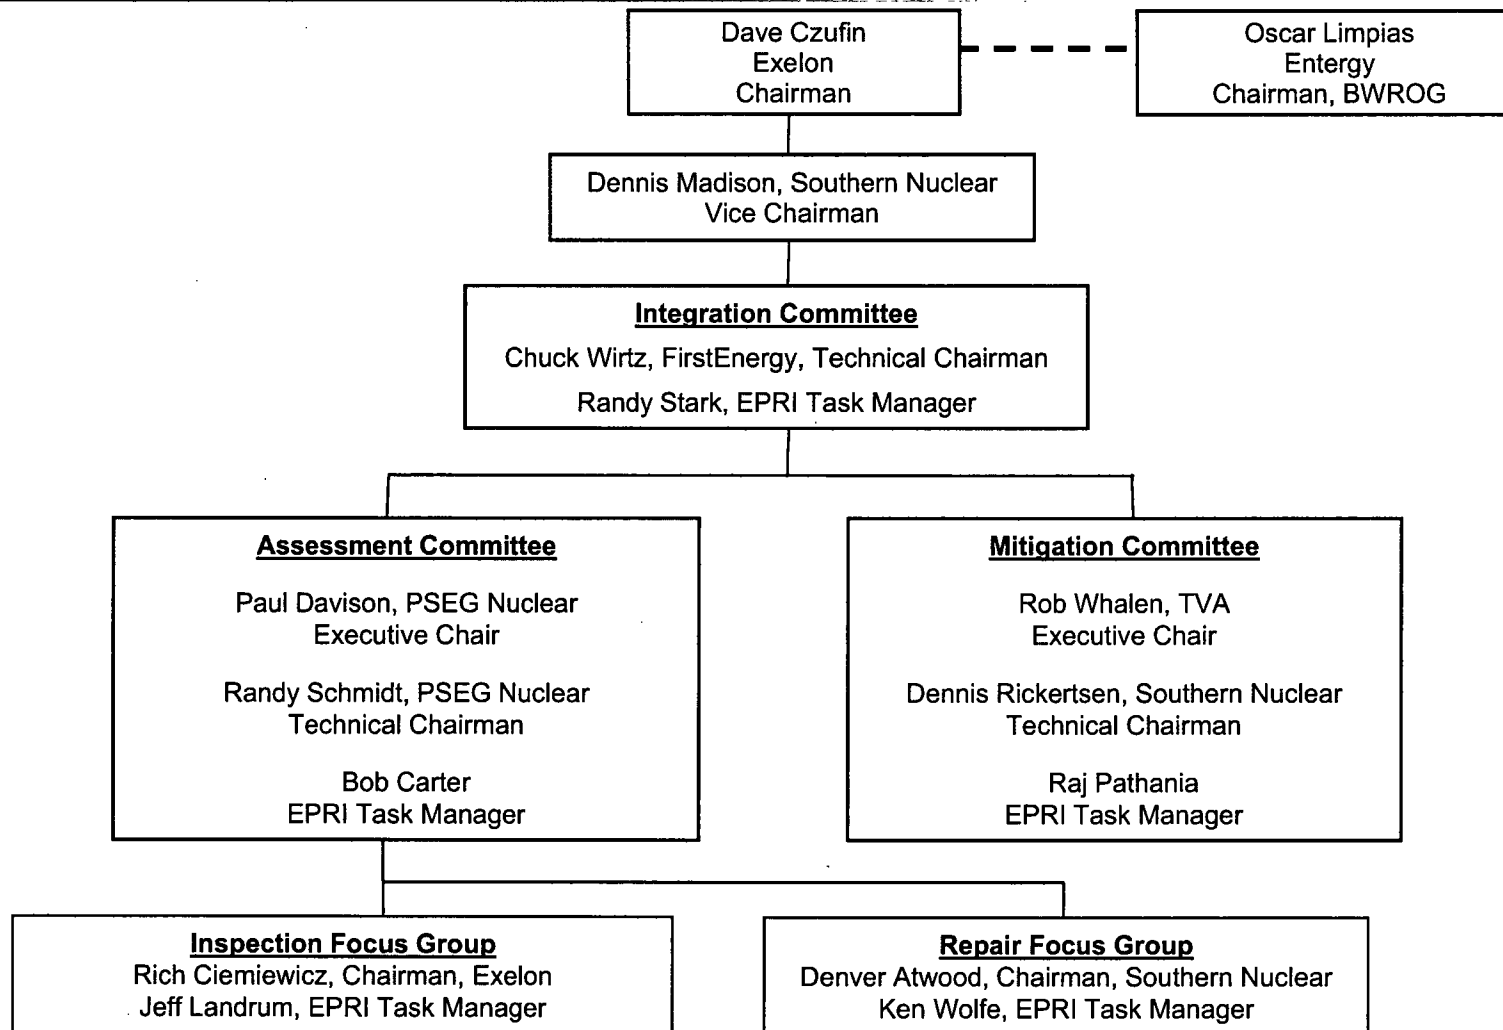 Dave Czufin
Exelon
Chairman
Oscar Limpias
Entergy
Chairman, BWROG
Dennis Madison, Southern Nuclear
Vice Chairman
Integration Committee
Chuck Wirtz, FirstEnergy, Technical Chairman
Randy Stark, EPRI Task Manager
Assessment Committee
Paul Davison, PSEG Nuclear
Executive Chair
Randy Schmidt, PSEG Nuclear
Technical Chairman
Bob Carter
EPRI Task Manager
Mitigation Committee
Rob Whalen, TVA
Executive Chair
Dennis Rickertsen, Southern Nuclear
Technical Chairman
Raj Pathania
EPRI Task Manager
Inspection Focus Group
Rich Ciemiewicz, Chairman, Exelon
Jeff Landrum, EPRI Task Manager
Repair Focus Group
Denver Atwood, Chairman, Southern Nuclear
Ken Wolfe, EPRI Task Manager